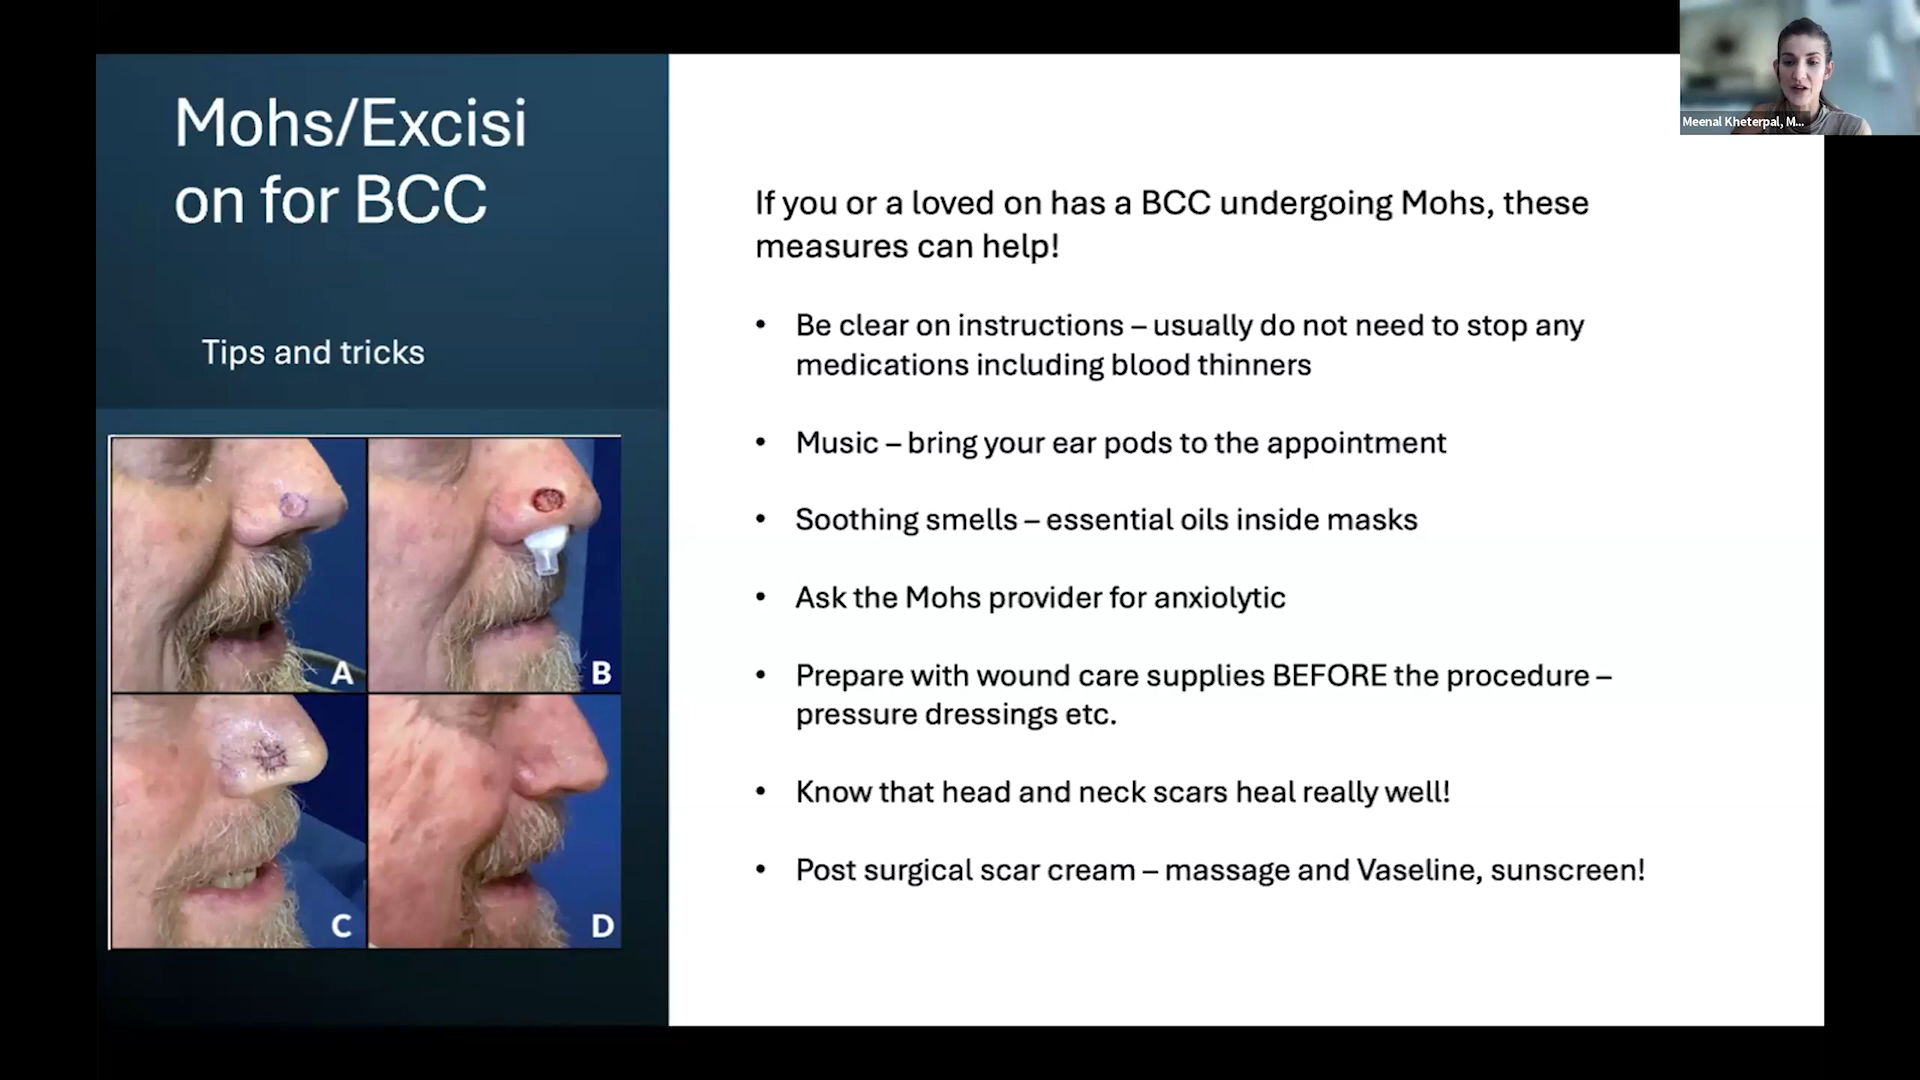 Mohs/Excisi
on for BCC
Tips and tricks
A
B
C
D
If you or a loved on has a BCC undergoing Mohs, these
measures can help!
• Be clear on instructions – usually do not need to stop any
medications including blood thinners
• Music – bring your ear pods to the appointment
• Soothing smells – essential oils inside masks
• Ask the Mohs provider for anxiolytic
• Prepare with wound care supplies BEFORE the procedure –
pressure dressings etc.
• Know that head and neck scars heal really well!
• Post surgical scar cream – massage and Vaseline, sunscreen!
Meenal Kheterpal, M...